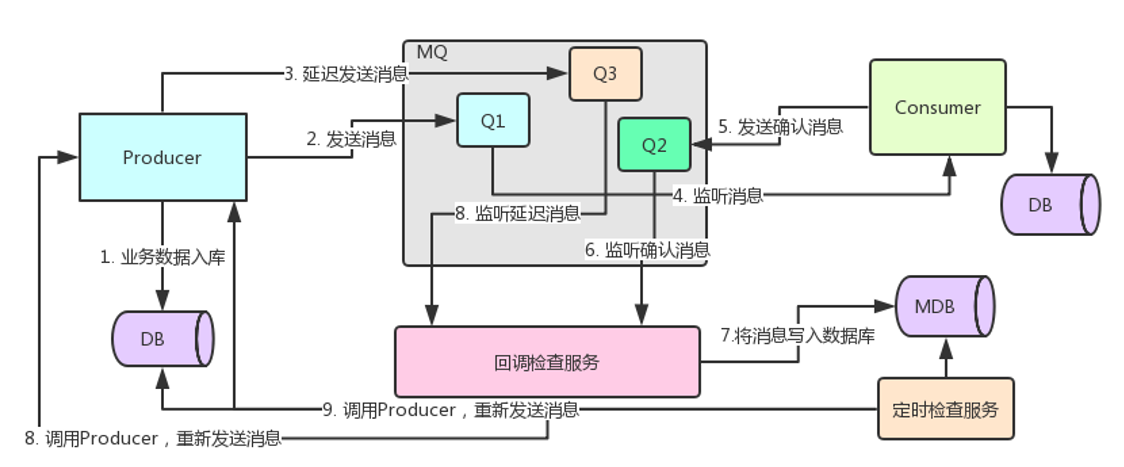 MQ
3. 延迟发送消息
Q3
Q1
Consumer
2. 发送消息
5. 发送确认消息
Producer
Q2
4. 监听消息
DB
8. 监听延迟消息
6. 监听确认消息
1. 业务数据入库
MDB
DB
7.将消息写入数据库
回调检查服务
9. 调用Producer，重新发送消息
定时检查服务
8. 调用Producer，重新发送消息